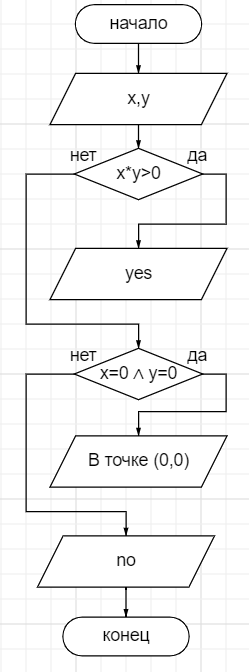 начало
x,y
нет
да
x*y>0
yes
нет
да
x=0 ∧ y=0
В точке (0,0)
no
конец